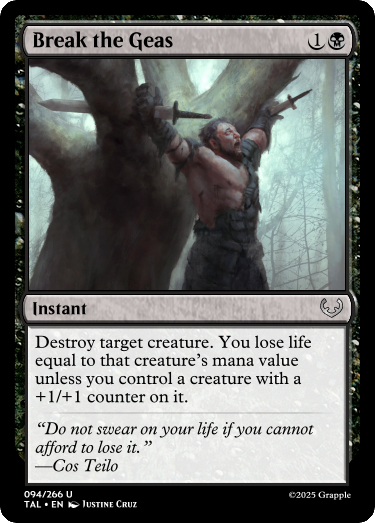 Break the Geas 1
Instant
Destroy target creature. You lose life
equal to that creature's mana value
unless you control a creature with a
+1/+1 counter on it.
“Do not swear on your life if you cannot
afford to lose it.”
—Cos Teilo
094/266 U
TAL • EN Justine Cruz
©2025 Grapple